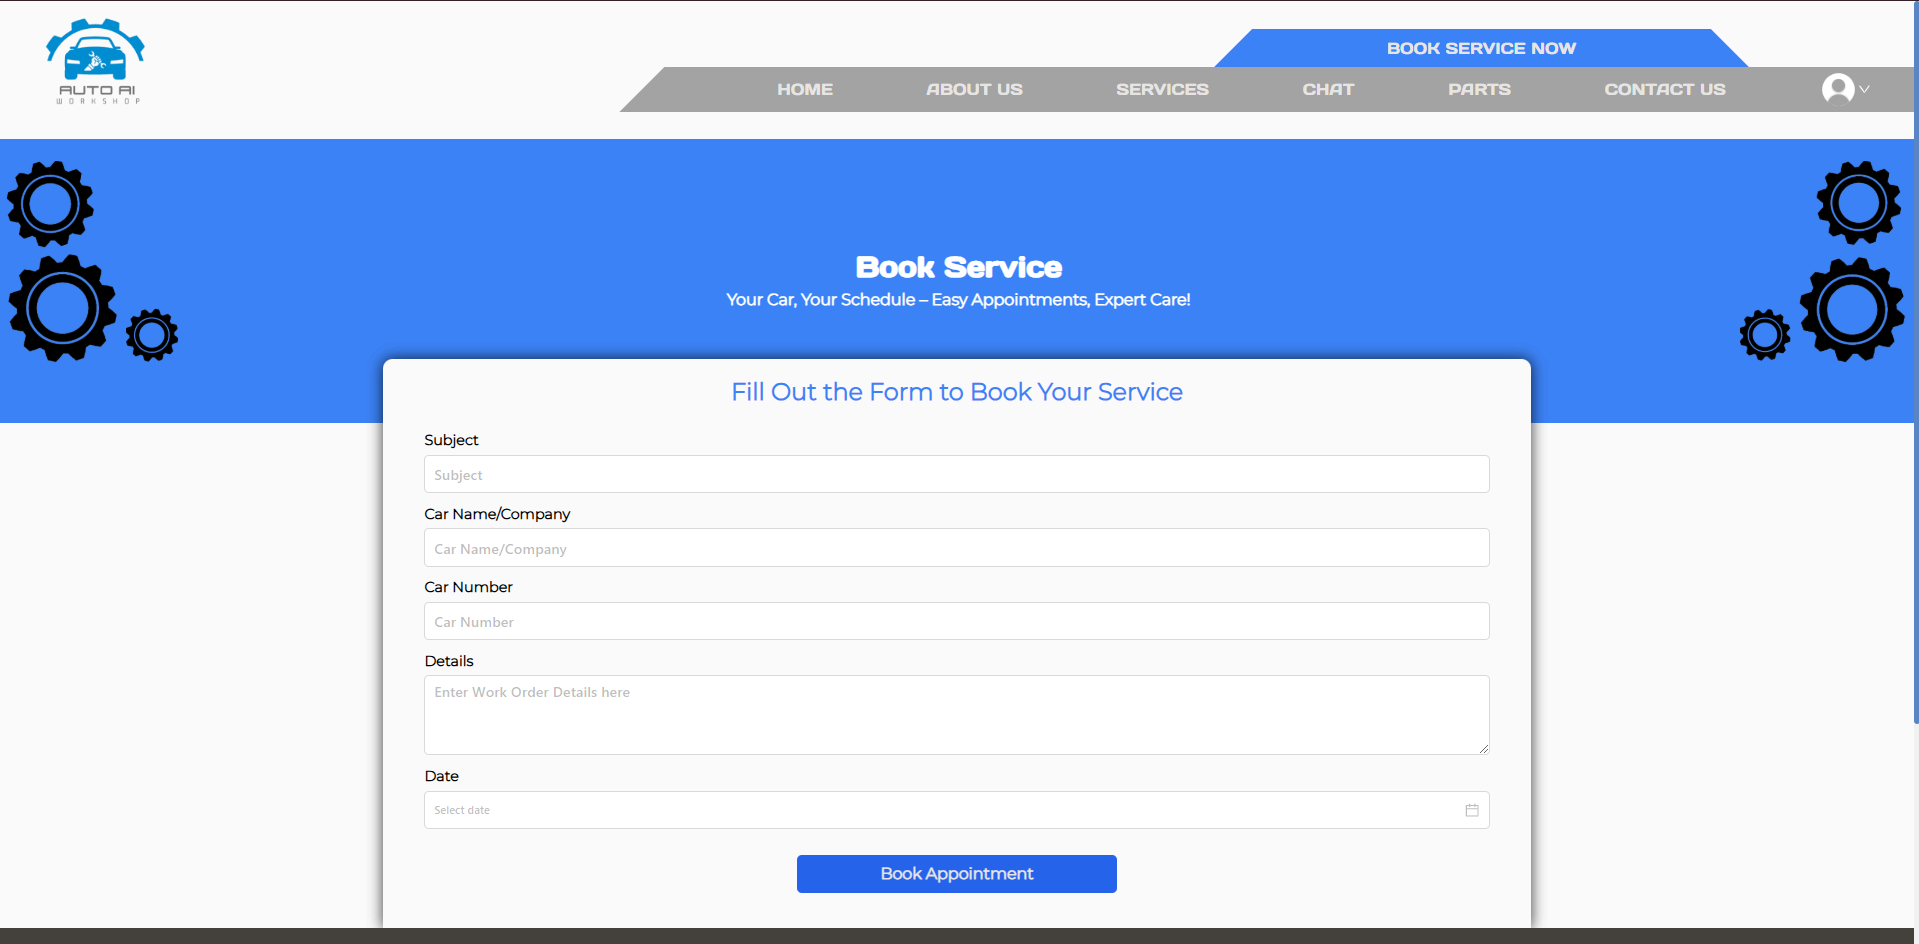 AUTO AI
WORKSHOP
BOOK SERVICE NOW
HOME ABOUT US SERVICES CHAT PARTS CONTACT US
Book Service
Your Car, Your Schedule – Easy Appointments, Expert Care!
Fill Out the Form to Book Your Service
Subject
Subject
Car Name/Company
Car Name/Company
Car Number
Car Number
Details
Enter Work Order Details here
Date
Select date
Book Appointment